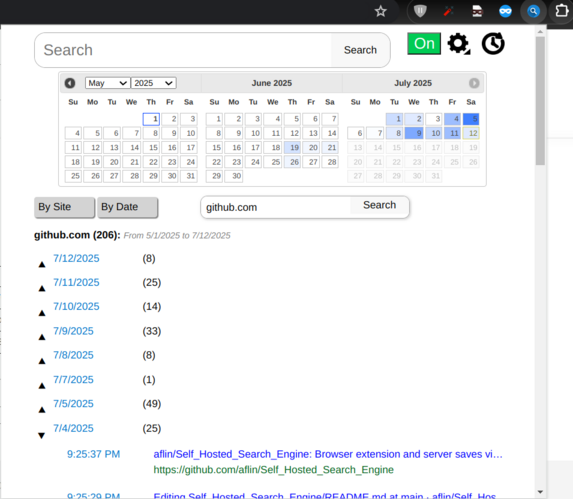 Search Search On
May 2025 June 2025 July 2025
Su Mo Tu We Th Fr Sa Su Mo Tu We Th Fr Sa Su Mo Tu We Th Fr Sa
1 2 3 1 2 3 4 5 6 7 1 2 3 4 5
4 5 6 7 8 9 10 8 9 10 11 12 13 14 6 7 8 9 10 11 12
11 12 13 14 15 16 17 15 16 17 18 19 20 21 13 14 15 16 17 18 19
18 19 20 21 22 23 24 22 23 24 25 26 27 28 20 21 22 23 24 25 26
25 26 27 28 29 30 31 29 30 27 28 29 30 31
By Site By Date github.com Search
github.com (206): From 5/1/2025 to 7/12/2025
7/12/2025 (8)
7/11/2025 (25)
7/10/2025 (14)
7/9/2025 (33)
7/8/2025 (8)
7/7/2025 (1)
7/5/2025 (49)
7/4/2025 (25)
9:25:37 PM aflin/Self_Hosted_Search_Engine: Browser extension and server saves vi…
https://github.com/aflin/Self_Hosted_Search_Engine
9:25:29 PM Editing Self_Hosted_Search_Engine/README.md at main · aflin/Self_Hos…